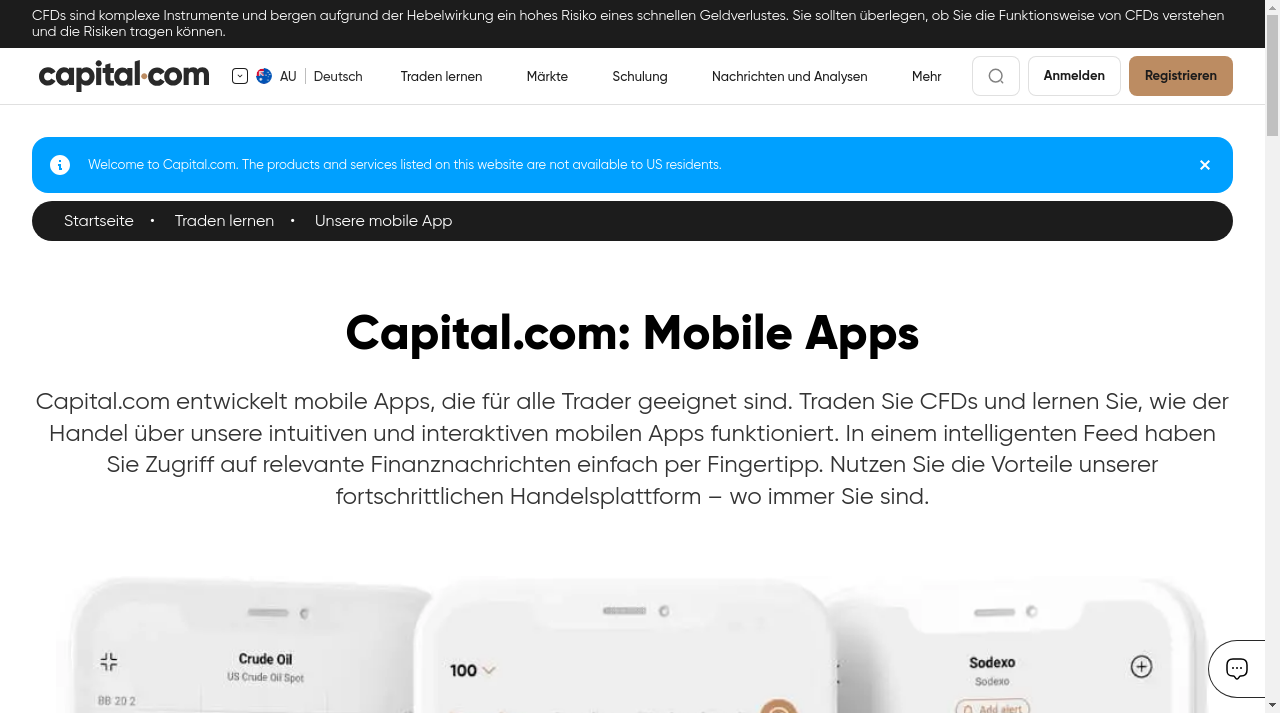 CFDs sind komplexe Instrumente und bergen aufgrund der Hebelwirkung ein hohes Risiko eines schnellen Geldverlustes. Sie sollten überlegen, ob Sie die Funktionsweise von CFDs verstehen
und die Risiken tragen können.
capital.com AU Deutsch Traden lernen Märkte Schulung Nachrichten und Analysen Mehr Anmelden Registrieren
Welcome to Capital.com. The products and services listed on this website are not available to US residents.
Startseite • Traden lernen • Unsere mobile App
Capital.com: Mobile Apps
Capital.com entwickelt mobile Apps, die für alle Trader geeignet sind. Traden Sie CFDs und lernen Sie, wie der
Handel über unsere intuitiven und interaktiven mobilen Apps funktioniert. In einem intelligenten Feed haben
Sie Zugriff auf relevante Finanznachrichten einfach per Fingertipp. Nutzen Sie die Vorteile unserer
fortschrittlichen Handelsplattform – wo immer Sie sind.
Crude Oil
US Crude Oil Spot
BB 20 2
100
Sodexo
Sodexo
Add alert